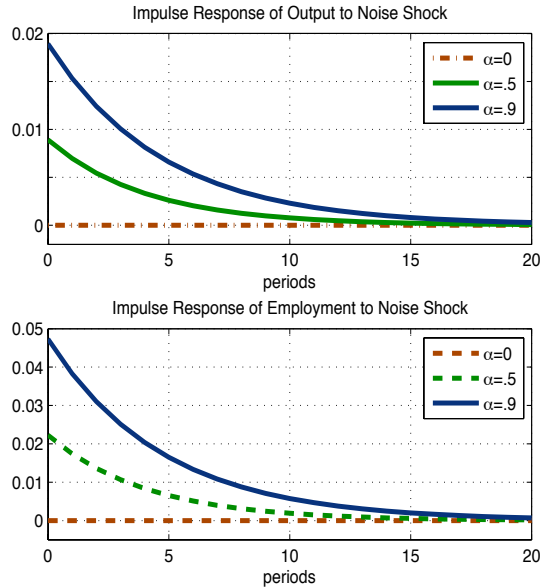 Impulse Response of Output to Noise Shock
0.02
0.01
0
α=0
α=.5
α=.9
0 5 10 15 20
periods
Impulse Response of Employment to Noise Shock
0.05
0.04
0.03
0.02
0.01
0
α=0
α=.5
α=.9
0 5 10 15 20
periods